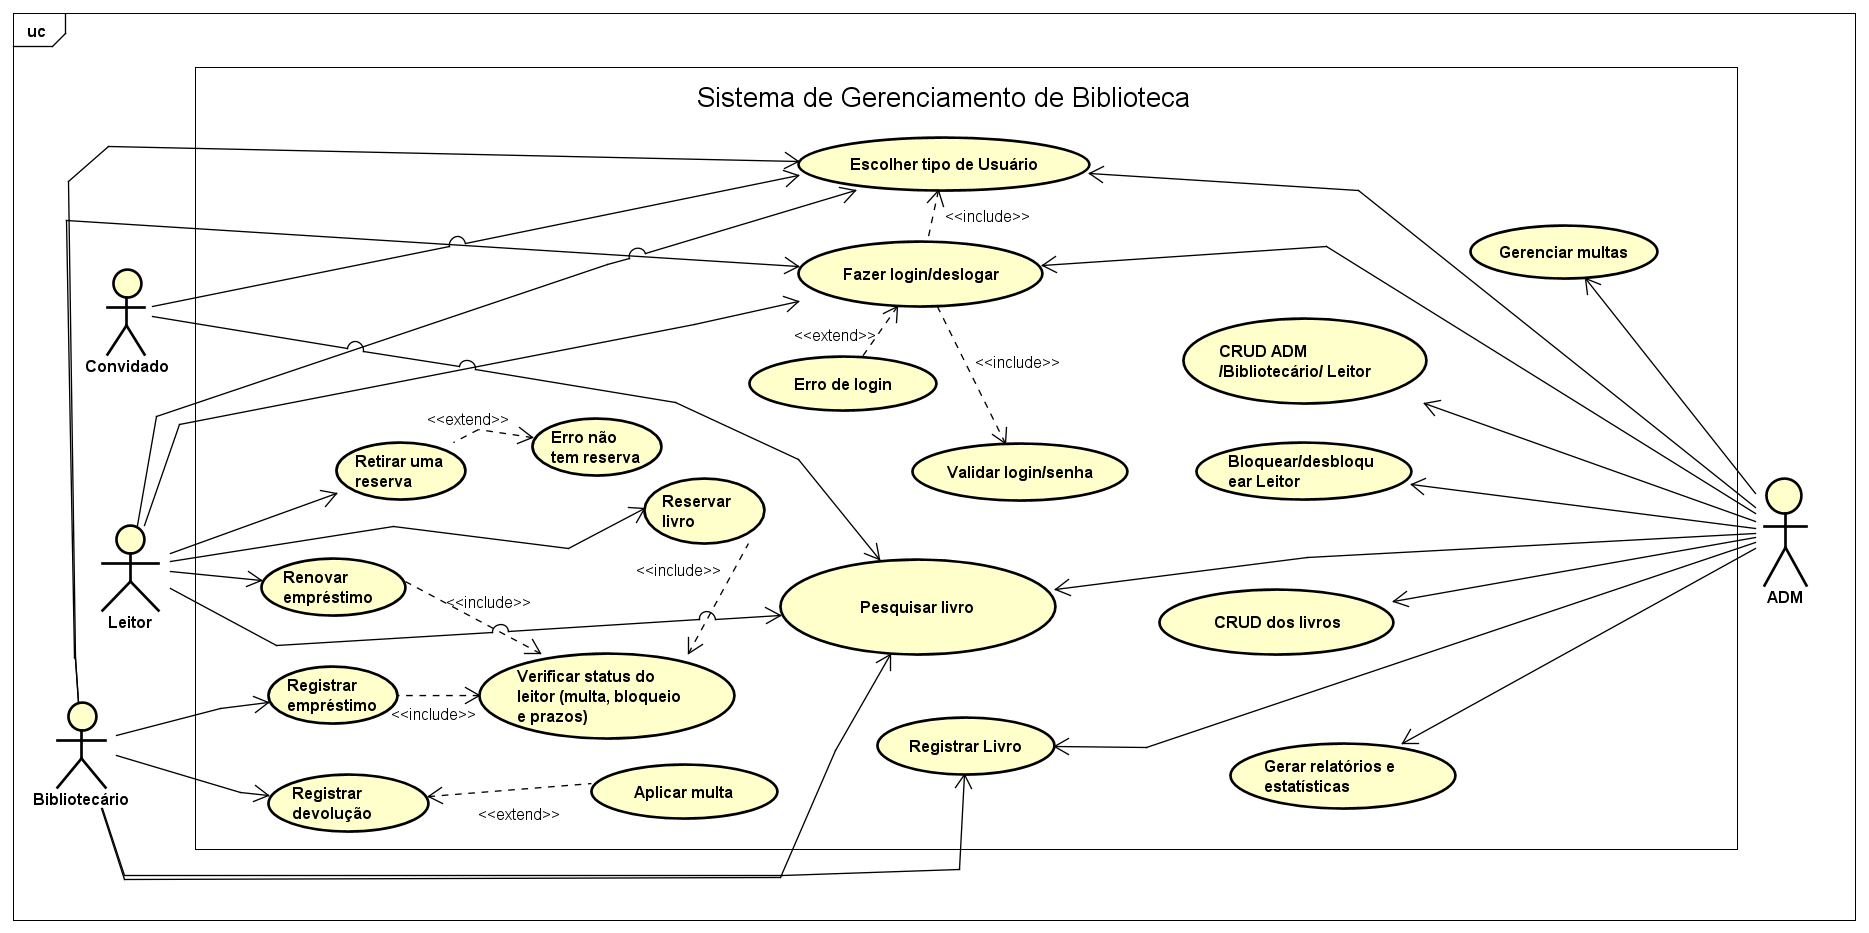 uc
Sistema de Gerenciamento de Biblioteca
Escolher tipo de Usuário
<<include>>
Fazer login/deslogar
Gerenciar multas
<<extend>>
<<include>>
Convidado
Erro de login
CRUD ADM
/Bibliotecário/ Leitor
<<extend>>
Erro não
tem reserva
Retirar uma
reserva
Validar login/senha
Bloquear/desbloqu
ear Leitor
Reservar
livro
<<include>>
Renovar
empréstimo
<<include>>
Leitor
Pesquisar livro
CRUD dos livros
ADM
Registrar
empréstimo
<<include>>
Verificar status do
leitor (multa, bloqueio
e prazos)
Registrar Livro
Bibliotecário
Registrar
devolução
<<extend>>
Aplicar multa
Gerar relatórios e
estatísticas